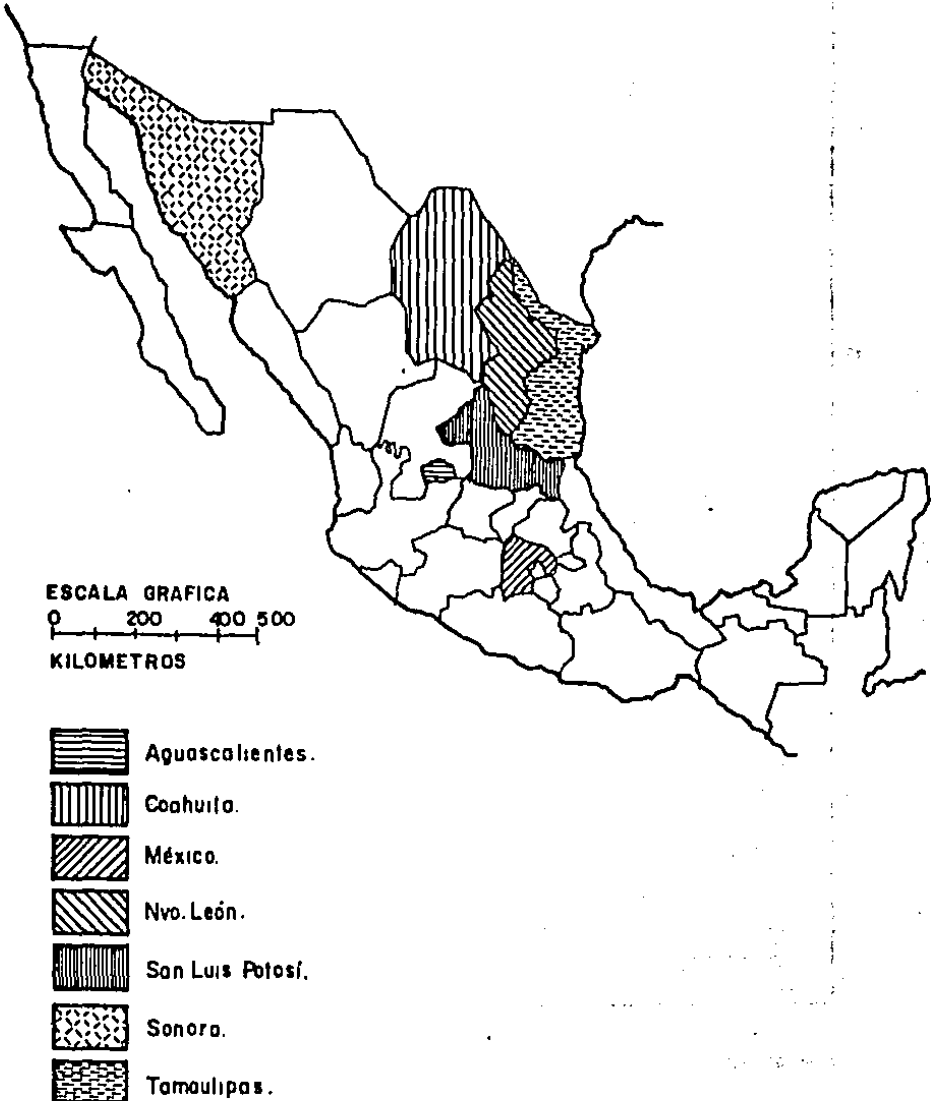 ESCALA GRAFICA
0 200 400 500
KILOMETROS
Aguascalientes.
Coahuila.
México.
Nvo. León.
San Luis Potosí.
Sonora.
Tamaulipas.